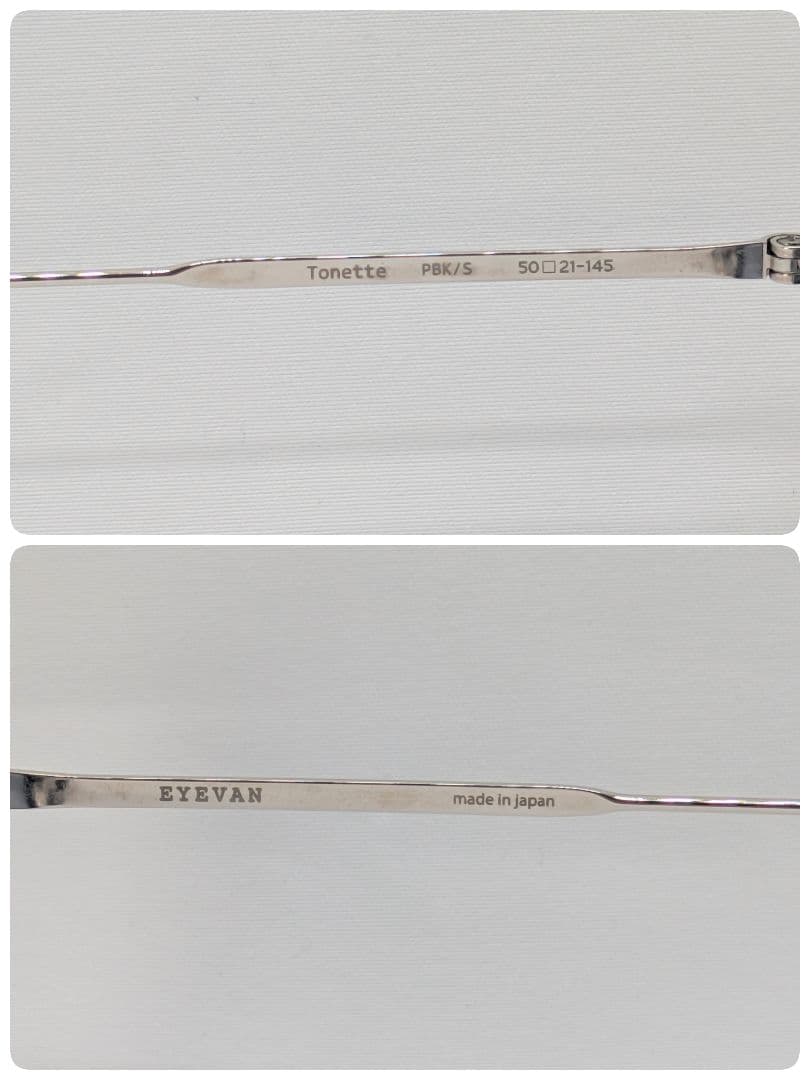 Tonette PBK/S 50□21-145
EYEVAN made in japan